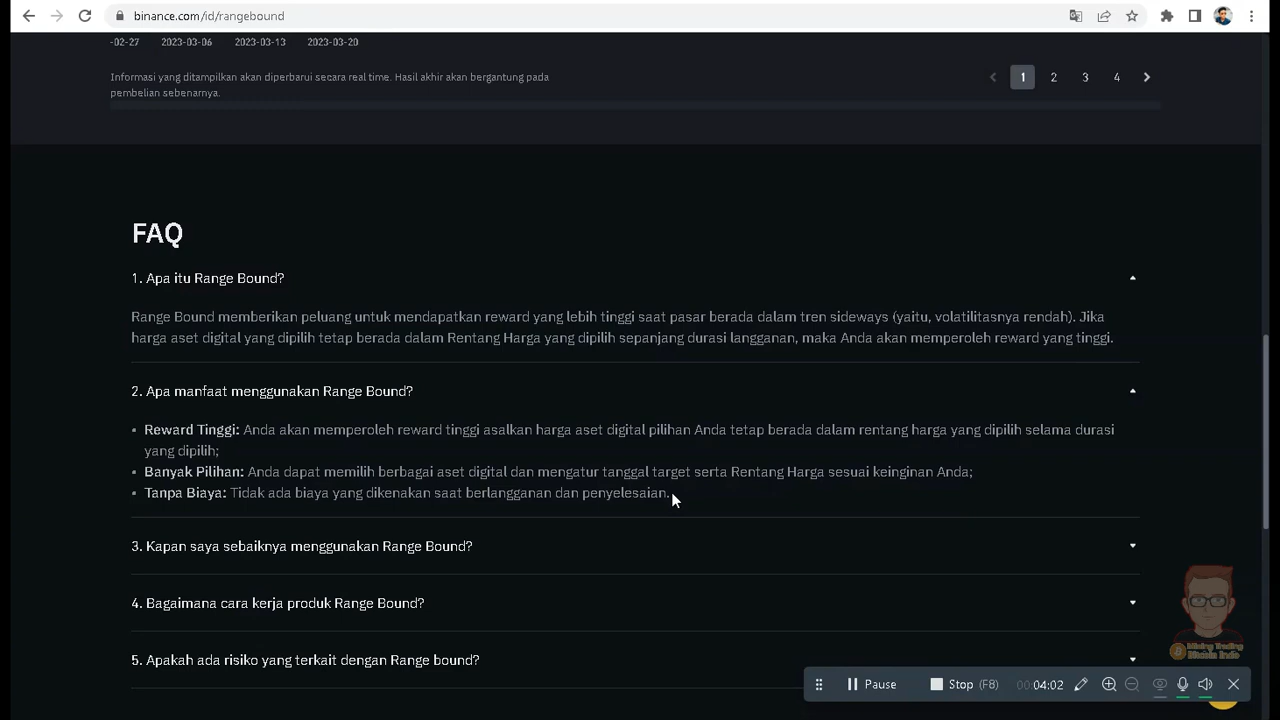 binance.com/id/rangebound
-02-27 2023-03-06 2023-03-13 2023-03-20
Informasi yang ditampilkan akan diperbarui secara real time. Hasil akhir akan bergantung pada
pembelian sebenarnya.
1 2 3 4
FAQ
1. Apa itu Range Bound?
Range Bound memberikan peluang untuk mendapatkan reward yang lebih tinggi saat pasar berada dalam tren sideways (yaitu, volatilitasnya rendah). Jika
harga aset digital yang dipilih tetap berada dalam Rentang Harga yang dipilih sepanjang durasi langganan, maka Anda akan memperoleh reward yang tinggi.
2. Apa manfaat menggunakan Range Bound?
Reward Tinggi: Anda akan memperoleh reward tinggi asalkan harga aset digital pilihan Anda tetap berada dalam rentang harga yang dipilih selama durasi
yang dipilih;
Banyak Pilihan: Anda dapat memilih berbagai aset digital dan mengatur tanggal target serta Rentang Harga sesuai keinginan Anda;
Tanpa Biaya: Tidak ada biaya yang dikenakan saat berlangganan dan penyelesaian.
3. Kapan saya sebaiknya menggunakan Range Bound?
4. Bagaimana cara kerja produk Range Bound?
5. Apakah ada risiko yang terkait dengan Range bound?
Mining Trading
Bitcoin Indo
Pause Stop (F8) 00:04:02